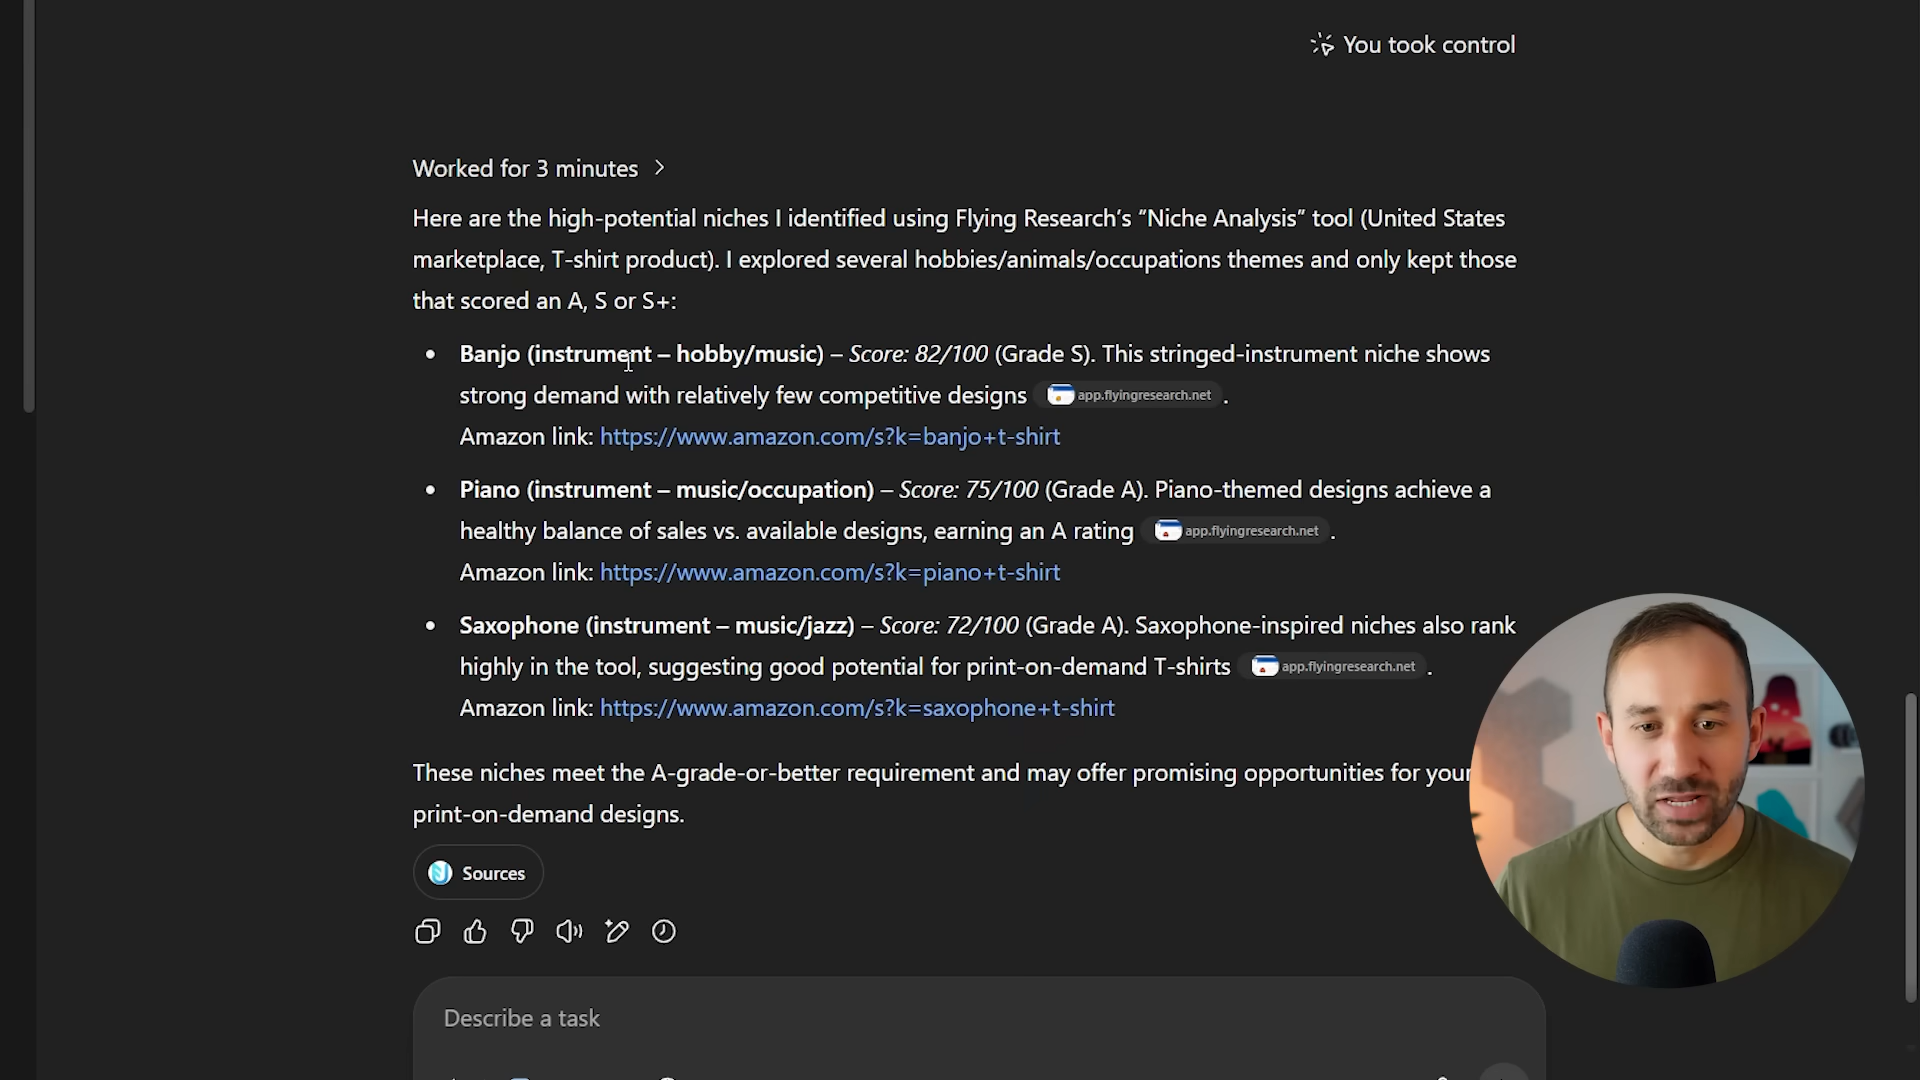 You took control
Worked for 3 minutes
Here are the high-potential niches I identified using Flying Research’s “Niche Analysis” tool (United States
marketplace, T-shirt product). I explored several hobbies/animals/occupations themes and only kept those
that scored an A, S or S+:
• Banjo (instrument – hobby/music) – Score: 82/100 (Grade S). This stringed-instrument niche shows
strong demand with relatively few competitive designs app.flyingresearch.net .
Amazon link: https://www.amazon.com/s?k=banjo+t-shirt
• Piano (instrument – music/occupation) – Score: 75/100 (Grade A). Piano-themed designs achieve a
healthy balance of sales vs. available designs, earning an A rating app.flyingresearch.net .
Amazon link: https://www.amazon.com/s?k=piano+t-shirt
• Saxophone (instrument – music/jazz) – Score: 72/100 (Grade A). Saxophone-inspired niches also rank
highly in the tool, suggesting good potential for print-on-demand T-shirts app.flyingresearch.net .
Amazon link: https://www.amazon.com/s?k=saxophone+t-shirt
These niches meet the A-grade-or-better requirement and may offer promising opportunities for your
print-on-demand designs.
Sources
Describe a task